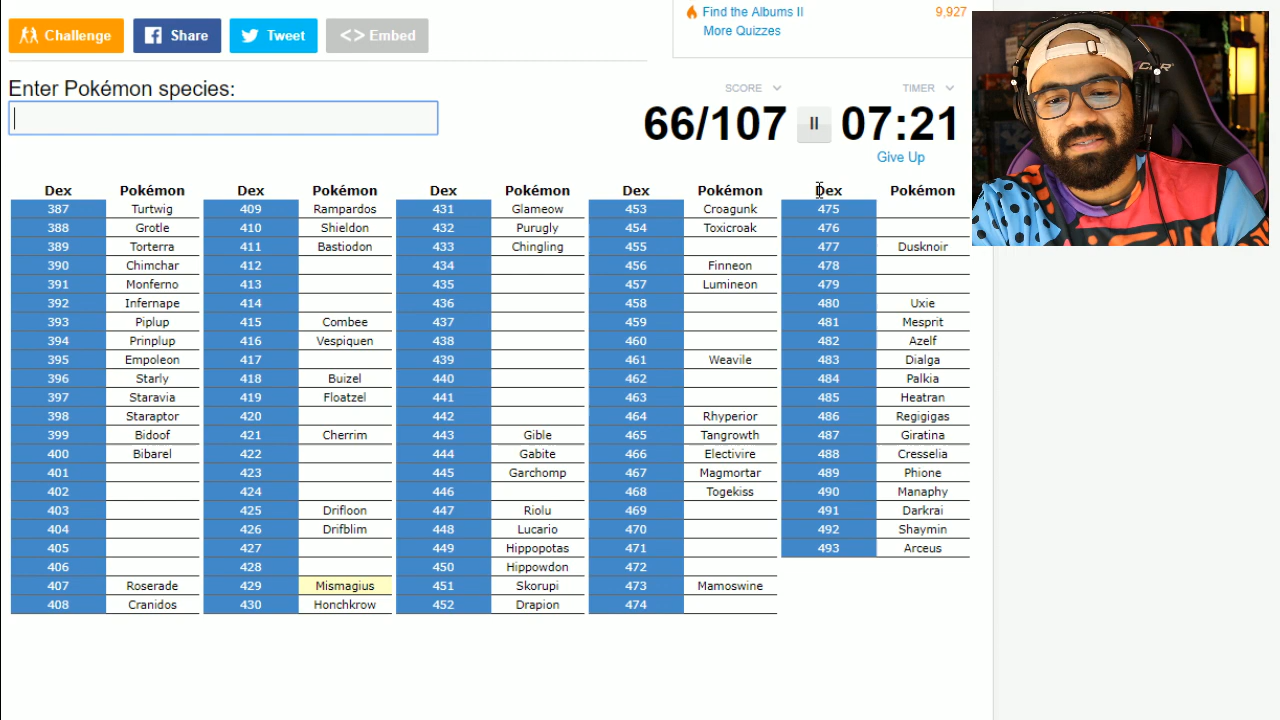 Challenge Share Tweet <> Embed
Find the Albums II 9,927
More Quizzes
Enter Pokémon species:
SCORE TIMER
66/107 07:21
Give Up
Dex Pokémon Dex Pokémon Dex Pokémon Dex Pokémon Dex Pokémon
387 Turtwig 409 Rampardos 431 Glameow 453 Croagunk 475
388 Grotle 410 Shieldon 432 Purugly 454 Toxicroak 476
389 Torterra 411 Bastiodon 433 Chingling 455 477 Dusknoir
390 Chimchar 412 434 456 Finneon 478
391 Monferno 413 435 457 Lumineon 479
392 Infernape 414 436 458 480 Uxie
393 Piplup 415 Combee 437 459 481 Mesprit
394 Prinplup 416 Vespiquen 438 460 482 Azelf
395 Empoleon 417 439 461 Weavile 483 Dialga
396 Starly 418 Buizel 440 462 484 Palkia
397 Staravia 419 Floatzel 441 463 485 Heatran
398 Staraptor 420 442 464 Rhyperior 486 Regigigas
399 Bidoof 421 Cherrim 443 Gible 465 Tangrowth 487 Giratina
400 Bibarel 422 444 Gabite 466 Electivire 488 Cresselia
401 423 445 Garchomp 467 Magmortar 489 Phione
402 424 446 468 Togekiss 490 Manaphy
403 425 Drifloon 447 Riolu 469 491 Darkrai
404 426 Drifblim 448 Lucario 470 492 Shaymin
405 427 449 Hippopotas 471 493 Arceus
406 428 450 Hippowdon 472
407 Roserade 429 Mismagius 451 Skorupi 473 Mamoswine
408 Cranidos 430 Honchkrow 452 Drapion 474